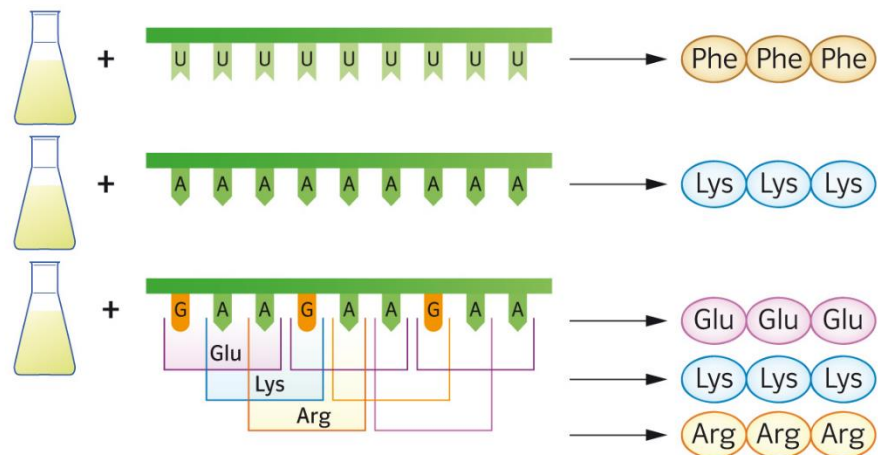 + U U U U U U U U U Phe Phe Phe
+ A A A A A A A A A Lys Lys Lys
+ G A A G A A G A A
Glu Glu Glu Glu
Lys Lys Lys Lys
Arg Arg Arg Arg